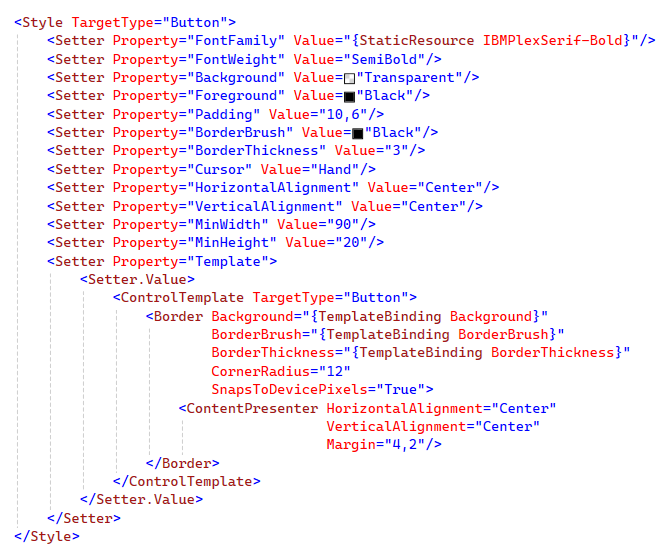 <Style TargetType="Button">
    <Setter Property="FontFamily" Value="{StaticResource IBMPlexSerif-Bold}"/>
    <Setter Property="FontWeight" Value="SemiBold"/>
    <Setter Property="Background" Value="Transparent"/>
    <Setter Property="Foreground" Value="Black"/>
    <Setter Property="Padding" Value="10,6"/>
    <Setter Property="BorderBrush" Value="Black"/>
    <Setter Property="BorderThickness" Value="3"/>
    <Setter Property="Cursor" Value="Hand"/>
    <Setter Property="HorizontalAlignment" Value="Center"/>
    <Setter Property="VerticalAlignment" Value="Center"/>
    <Setter Property="MinWidth" Value="90"/>
    <Setter Property="MinHeight" Value="20"/>
    <Setter Property="Template">
        <Setter.Value>
            <ControlTemplate TargetType="Button">
                <Border Background="{TemplateBinding Background}"
                        BorderBrush="{TemplateBinding BorderBrush}"
                        BorderThickness="{TemplateBinding BorderThickness}"
                        CornerRadius="12"
                        SnapsToDevicePixels="True">
                    <ContentPresenter HorizontalAlignment="Center"
                                      VerticalAlignment="Center"
                                      Margin="4,2"/>
                </Border>
            </ControlTemplate>
        </Setter.Value>
    </Setter>
</Style>